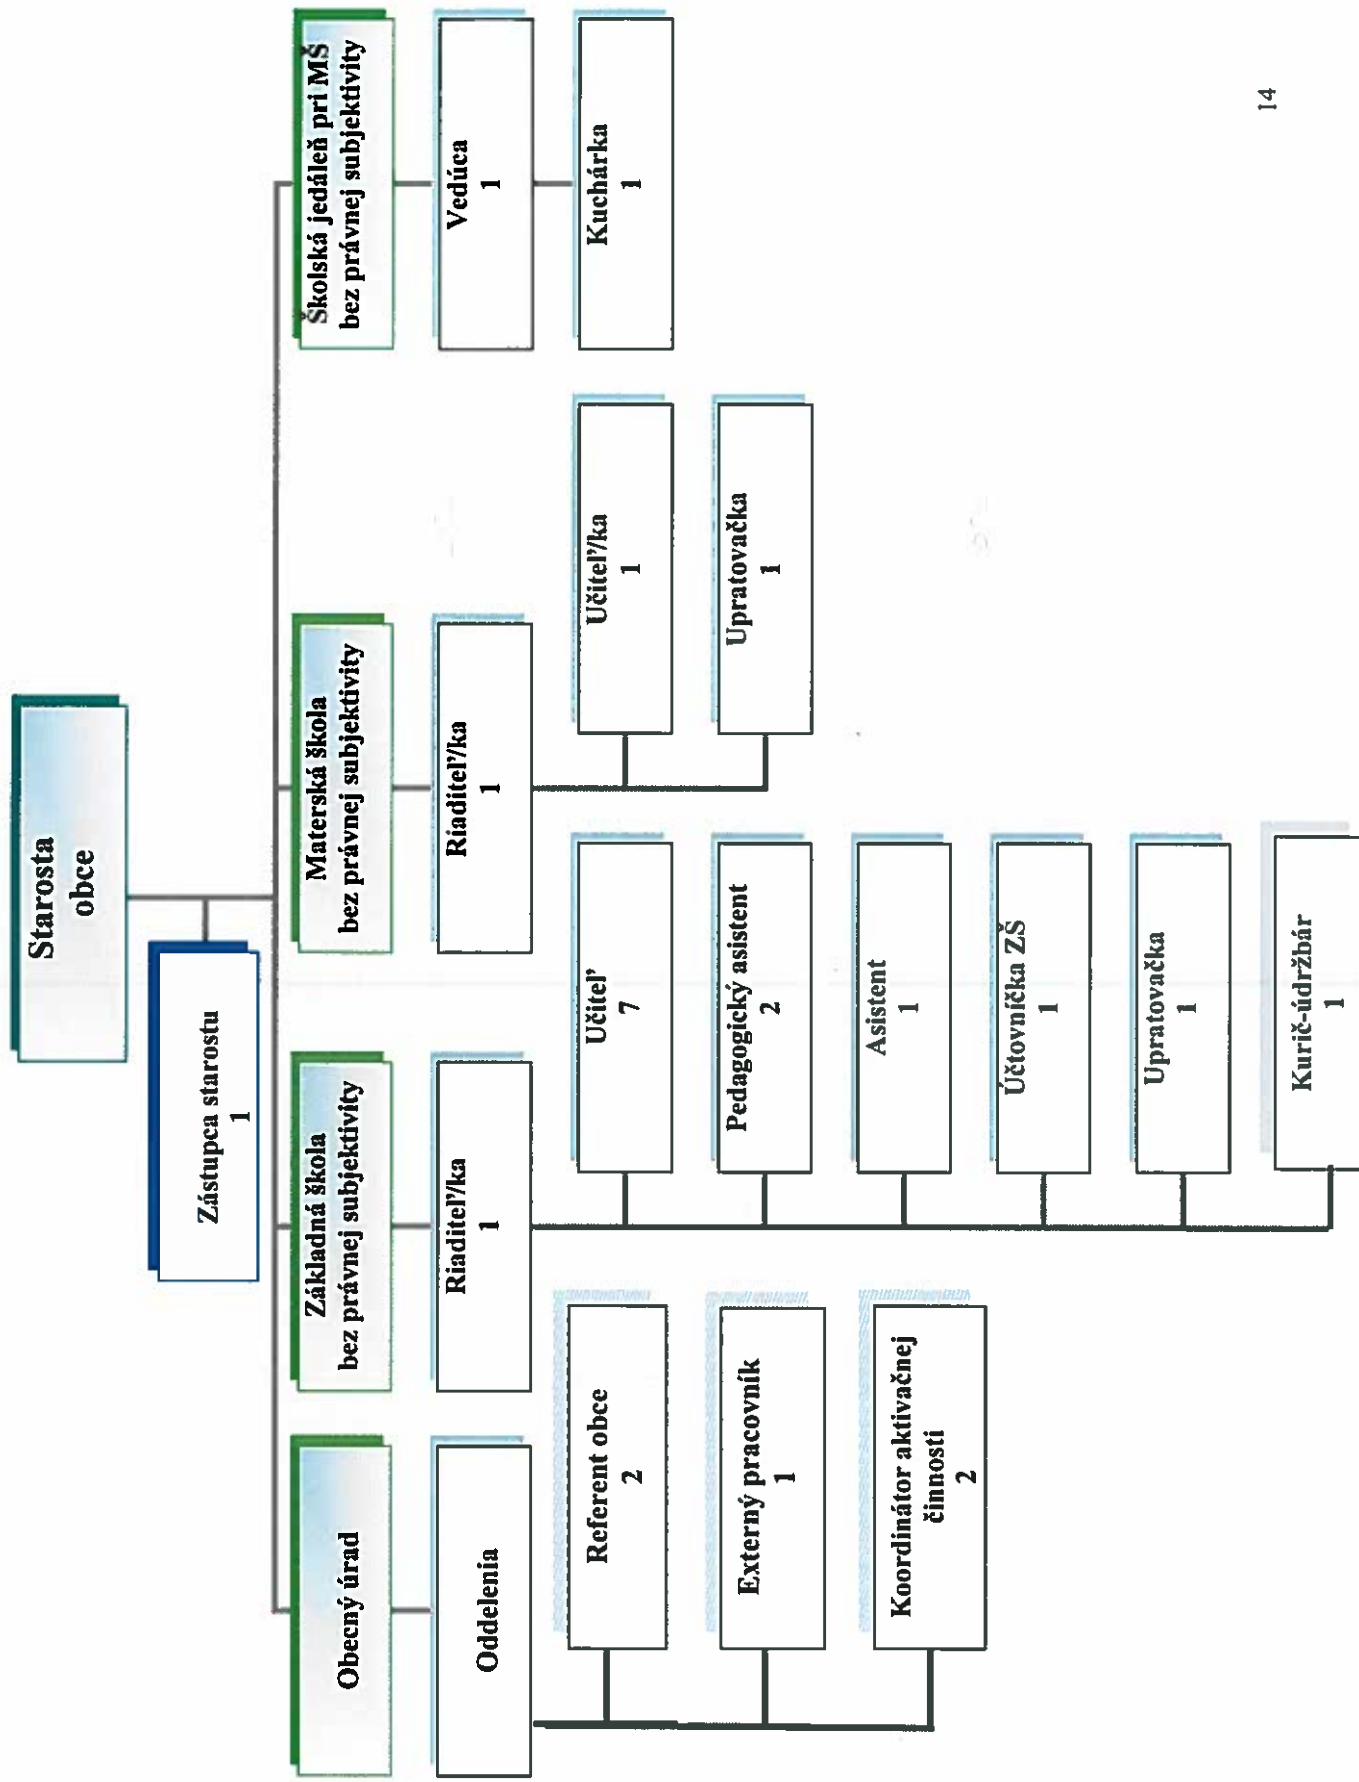 Starosta
obce
Zástupca starostu
1
Obecný úrad
Základná škola
bez právnej subjektivity
Materská škola
bez právnej subjektivity
Školská jedáleň pri MŠ
bez právnej subjektivity
Oddelenia
Riaditeľ/ka
1
Riaditeľ/ka
1
Vedúca
1
Referent obce
2
Externý pracovník
1
Koordinátor aktivačnej
činnosti
2
Učiteľ
7
Pedagogický asistent
2
Asistent
1
Účtovníčka ZŠ
1
Upratovačka
1
Kurič-údržbár
1
Učiteľ/ka
1
Upratovačka
1
Kuchárka
1
14